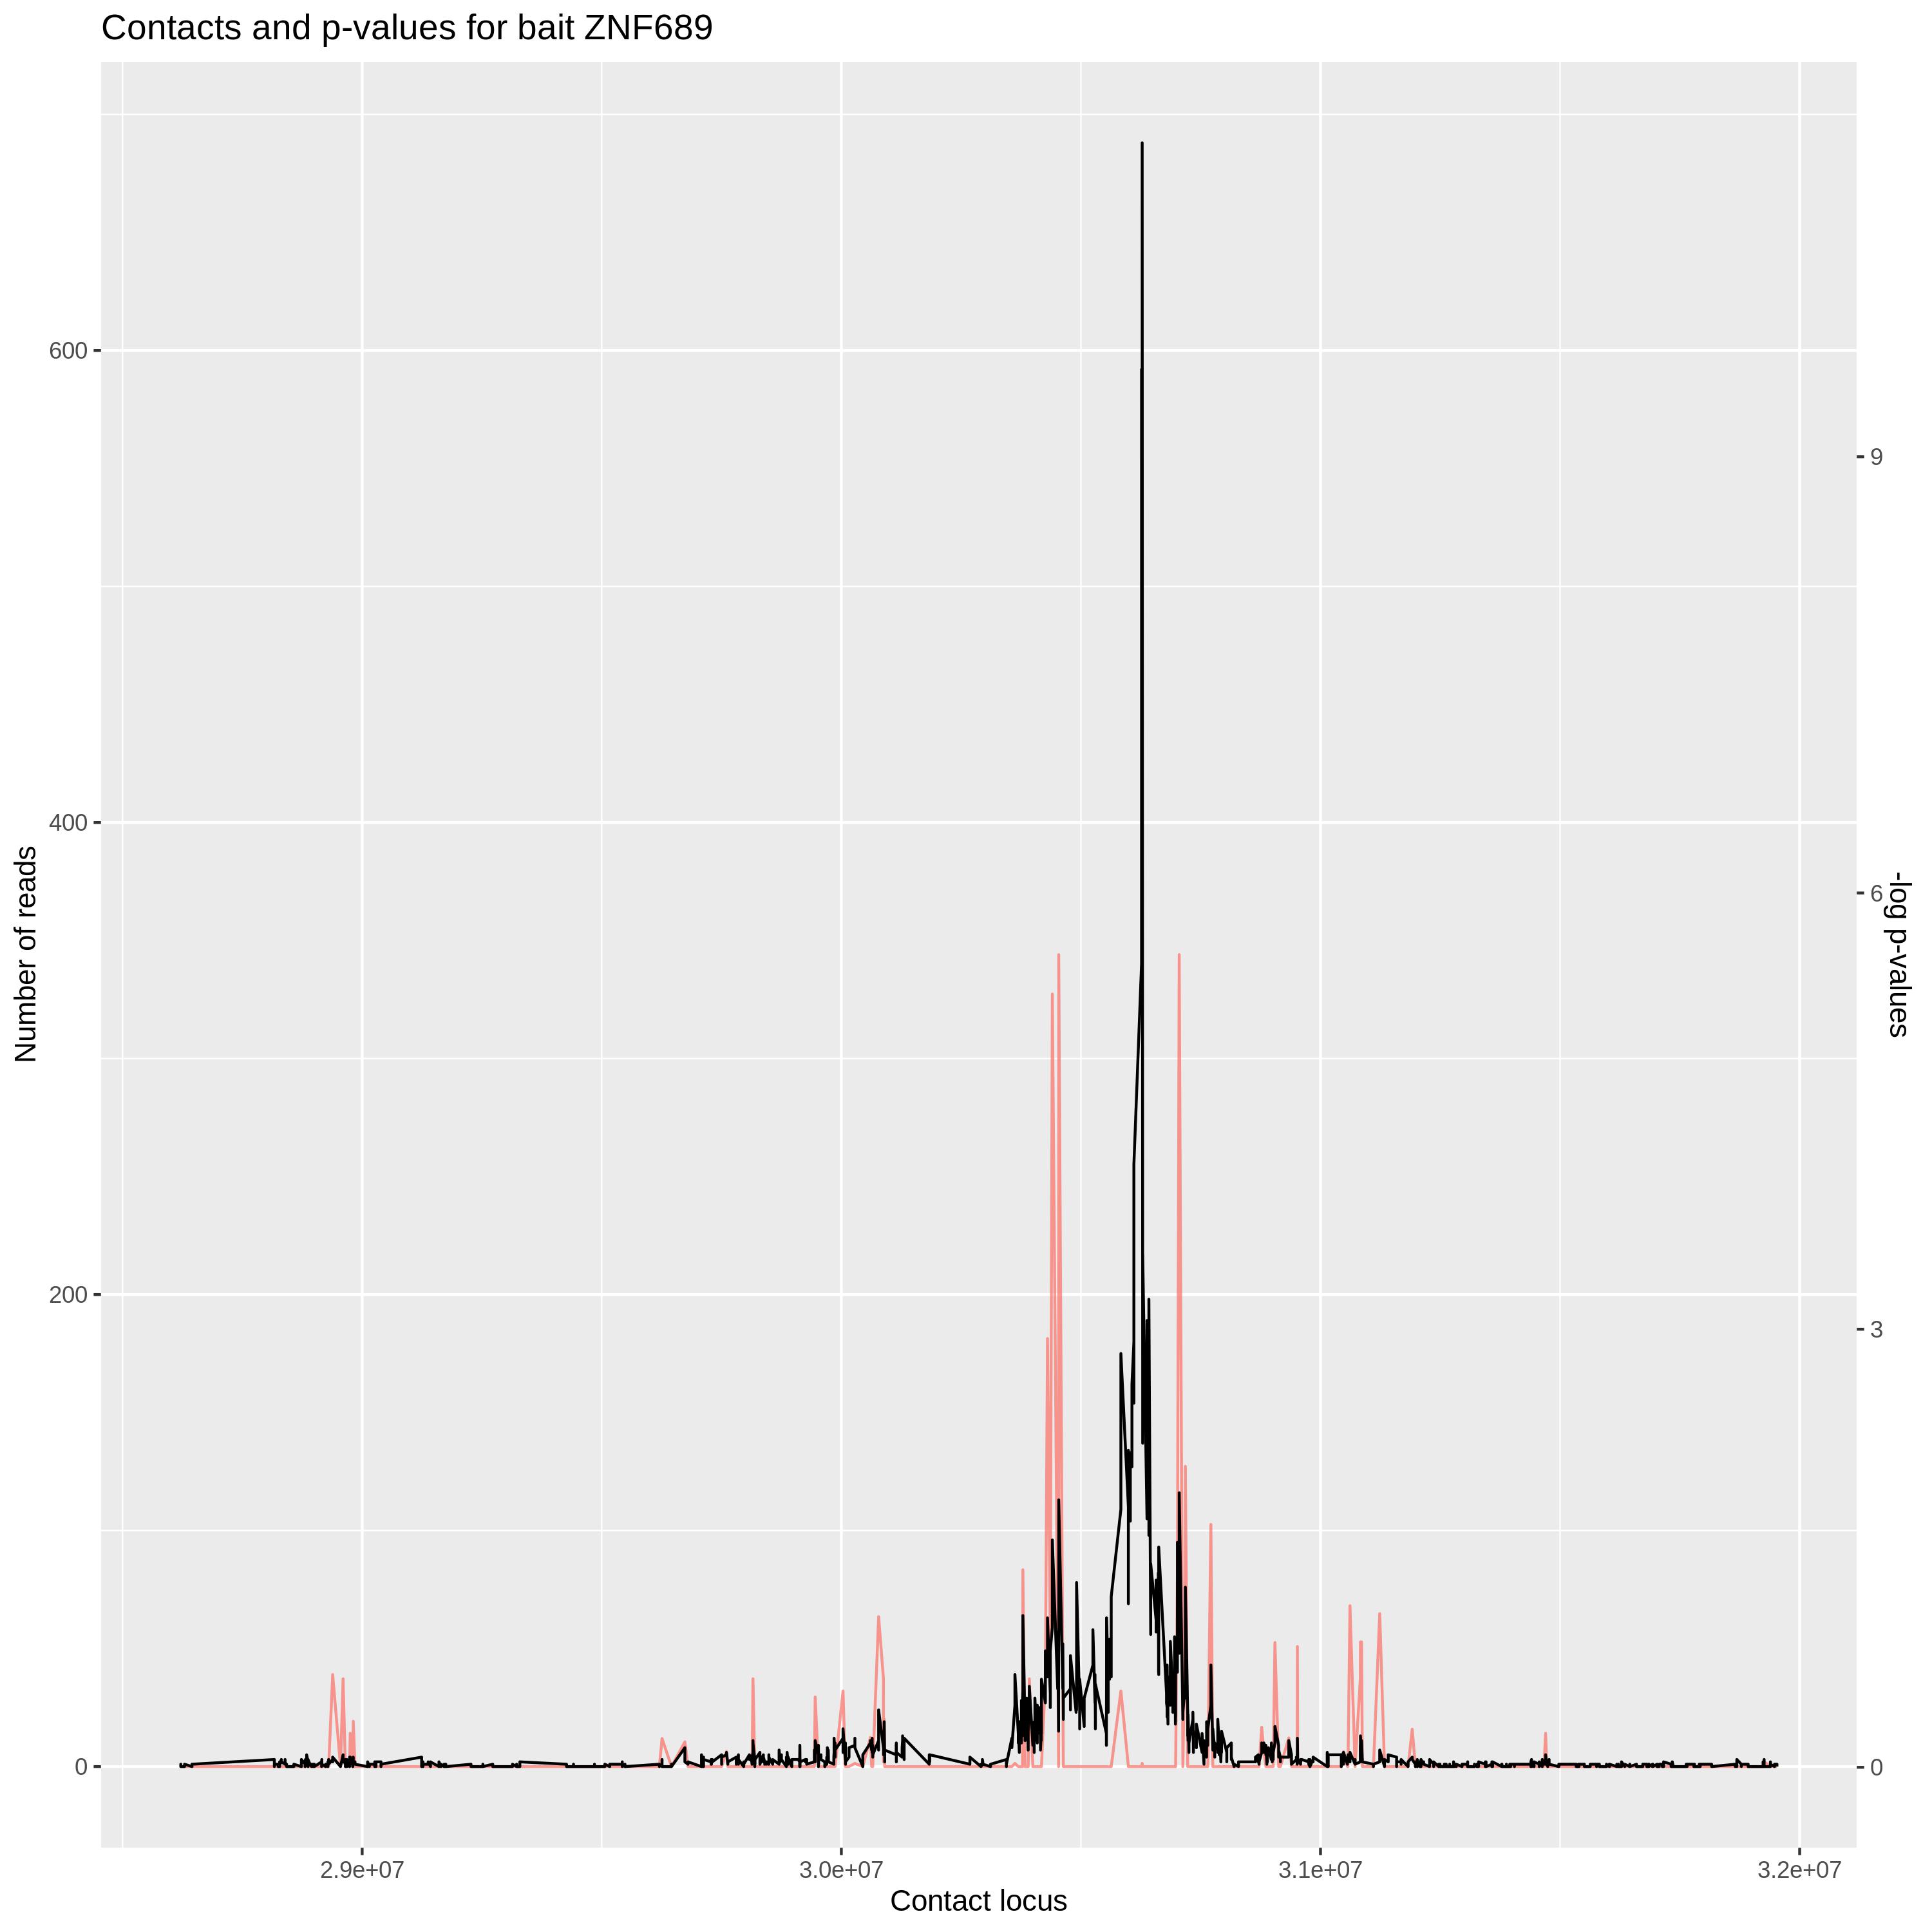 Contacts and p-values for bait ZNF689
600
400
200
0
Number of reads
9
6
3
0
-log p-values
2.9e+07
3.0e+07
3.1e+07
3.2e+07
Contact locus